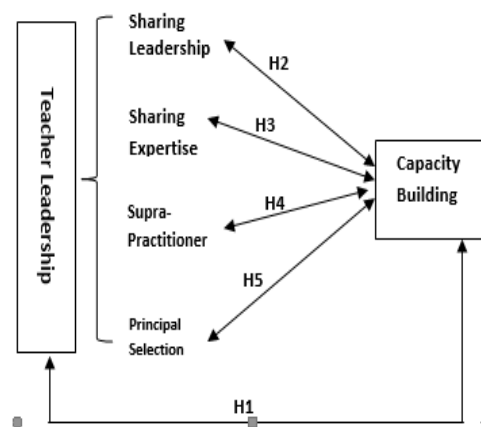 Teacher Leadership
Sharing
Leadership
Sharing
Expertise
Supra-
Practitioner
Principal
Selection
H2
H3
H4
H5
Capacity
Building
H1